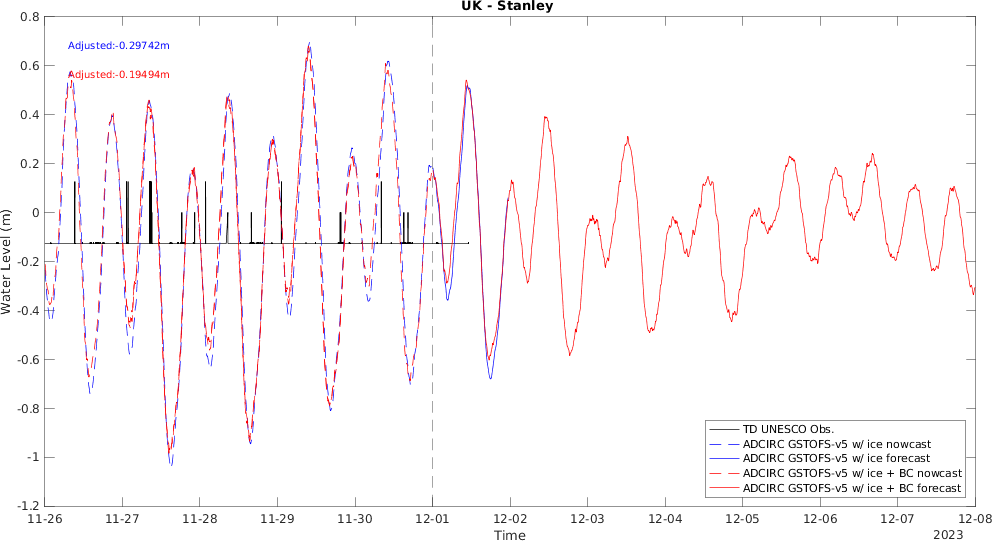 UK - Stanley
Adjusted:-0.29742m
Adjusted:-0.19494m
Water Level (m)
0.8
0.6
0.4
0.2
0
-0.2
-0.4
-0.6
-0.8
-1
-1.2
TD UNESCO Obs.
ADCIRC GSTOFS-v5 w/ ice nowcast
ADCIRC GSTOFS-v5 w/ ice forecast
ADCIRC GSTOFS-v5 w/ ice + BC nowcast
ADCIRC GSTOFS-v5 w/ ice + BC forecast
11-26 11-27 11-28 11-29 11-30 12-01 12-02 12-03 12-04 12-05 12-06 12-07 12-08
Time
2023